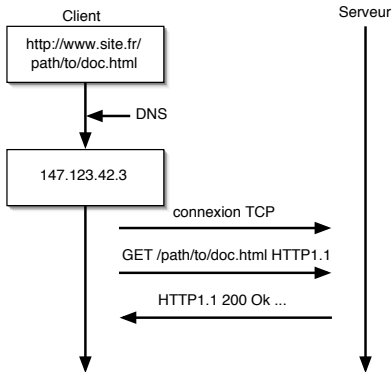 Client
Serveur
http://www.site.fr/
path/to/doc.html
DNS
147.123.42.3
connexion TCP
GET /path/to/doc.html HTTP1.1
HTTP1.1 200 Ok ...